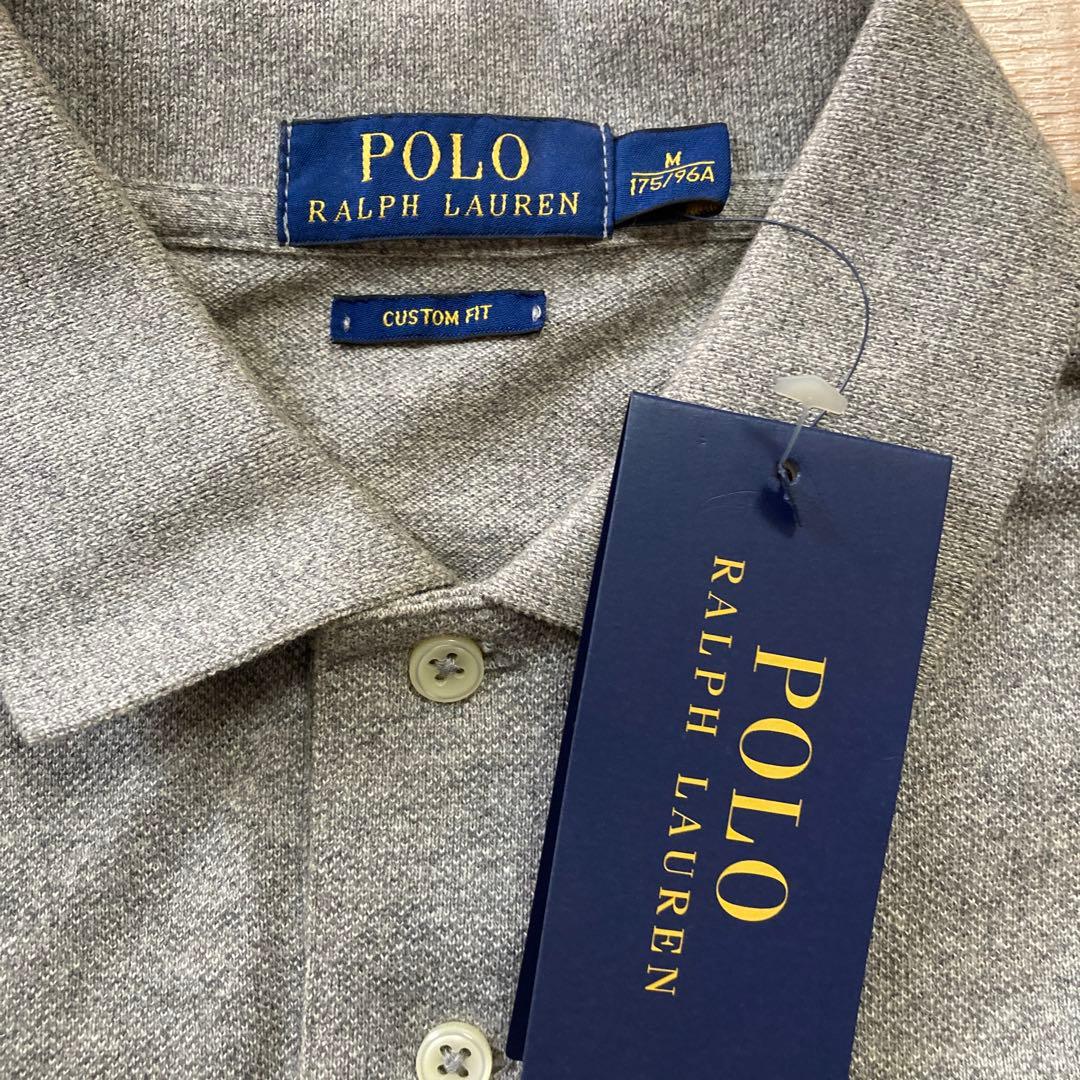 POLO
RALPH LAUREN
M
175/96A
CUSTOM FIT
POLO
RALPH LAUREN